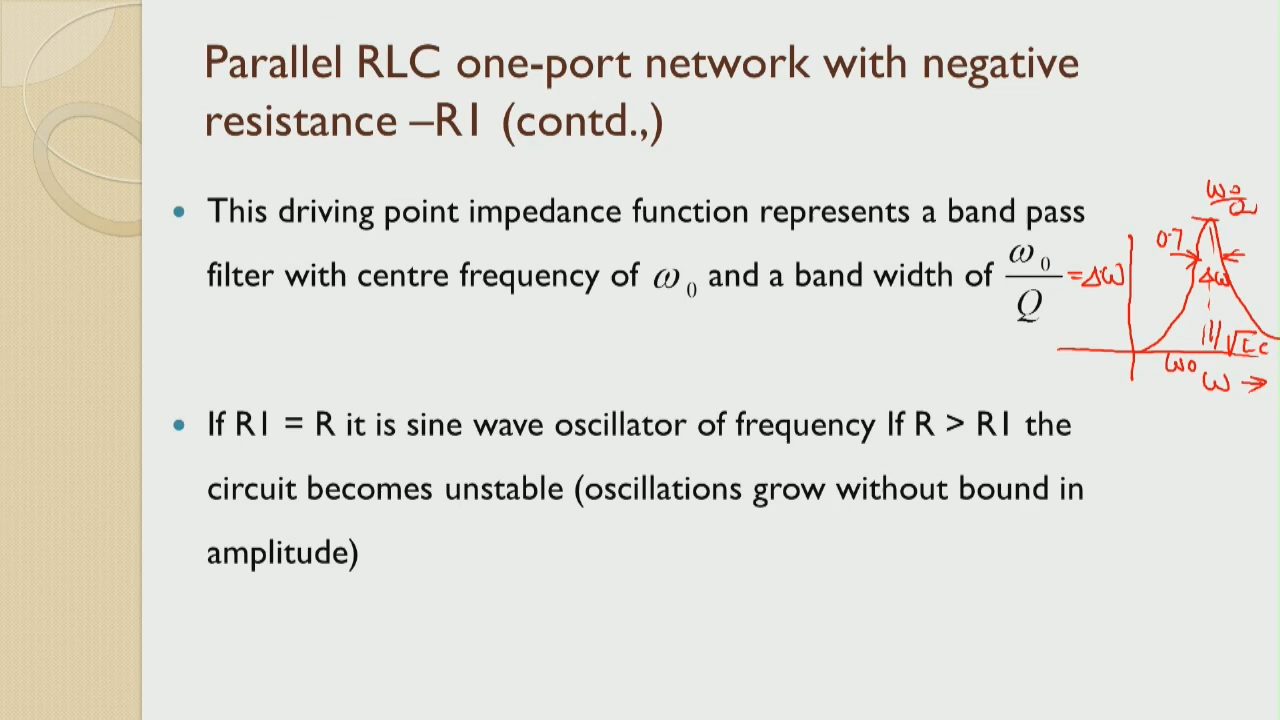 Parallel RLC one-port network with negative
resistance –R1 (contd.,)
• This driving point impedance function represents a band pass
filter with centre frequency of ω₀ and a band width of ω₀/Q = Δω
• If R1 = R it is sine wave oscillator of frequency If R > R1 the
circuit becomes unstable (oscillations grow without bound in
amplitude)
ω₀/Q
0.7
Δω
ω₀
ω →